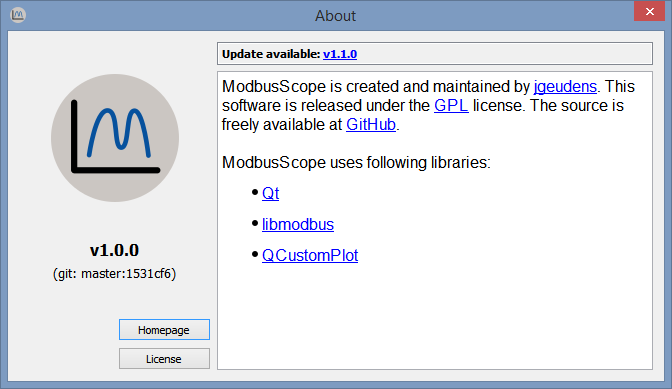 About
Update available: v1.1.0
ModbusScope is created and maintained by jgeudens. This
software is released under the GPL license. The source is
freely available at GitHub.
ModbusScope uses following libraries:
• Qt
• libmodbus
• QCustomPlot
v1.0.0
(git: master:1531cf6)
Homepage
License